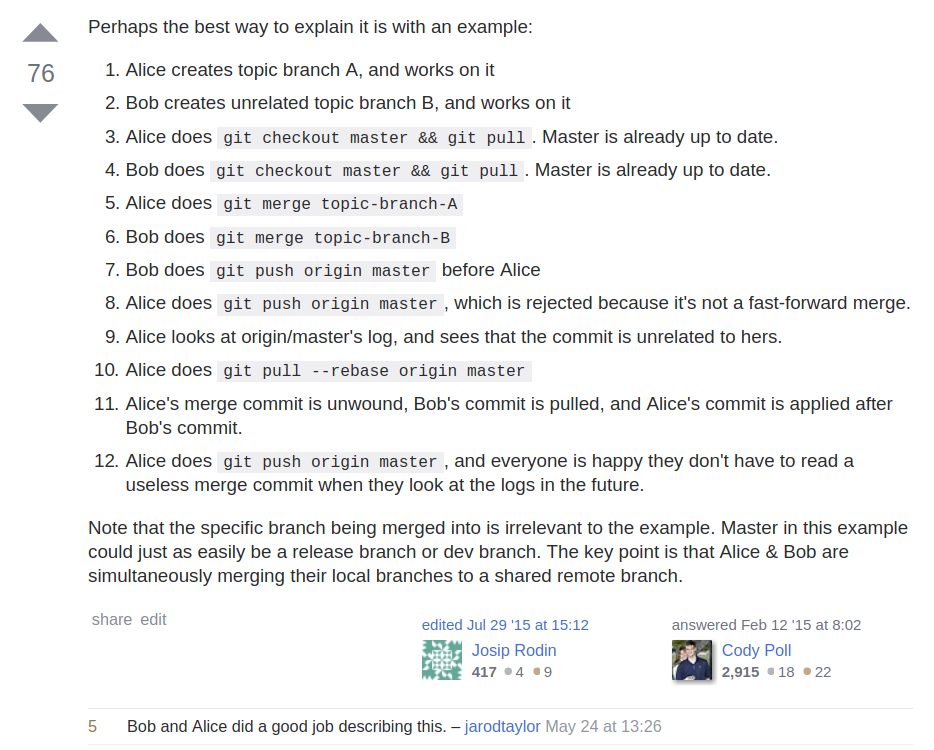 Perhaps the best way to explain it is with an example:
76
1. Alice creates topic branch A, and works on it
2. Bob creates unrelated topic branch B, and works on it
3. Alice does git checkout master && git pull . Master is already up to date.
4. Bob does git checkout master && git pull . Master is already up to date.
5. Alice does git merge topic-branch-A
6. Bob does git merge topic-branch-B
7. Bob does git push origin master before Alice
8. Alice does git push origin master , which is rejected because it's not a fast-forward merge.
9. Alice looks at origin/master's log, and sees that the commit is unrelated to hers.
10. Alice does git pull --rebase origin master
11. Alice's merge commit is unwound, Bob's commit is pulled, and Alice's commit is applied after
Bob's commit.
12. Alice does git push origin master , and everyone is happy they don't have to read a
useless merge commit when they look at the logs in the future.
Note that the specific branch being merged into is irrelevant to the example. Master in this example
could just as easily be a release branch or dev branch. The key point is that Alice & Bob are
simultaneously merging their local branches to a shared remote branch.
share edit
edited Jul 29 '15 at 15:12
Josip Rodin
417 ● 4 ● 9
answered Feb 12 '15 at 8:02
Cody Poll
2,915 ● 18 ● 22
5 Bob and Alice did a good job describing this. – jarodtaylor May 24 at 13:26